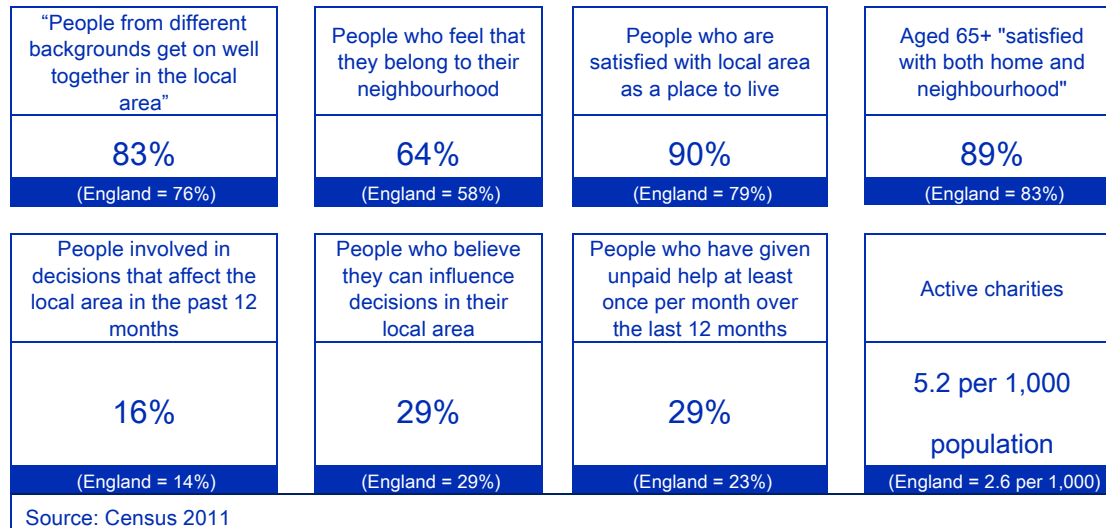 “People from different
backgrounds get on well
together in the local
area”
83%
(England = 76%)
People who feel that
they belong to their
neighbourhood
64%
(England = 58%)
People who are
satisfied with local area
as a place to live
90%
(England = 79%)
Aged 65+ "satisfied
with both home and
neighbourhood"
89%
(England = 83%)
People involved in
decisions that affect the
local area in the past 12
months
16%
(England = 14%)
People who believe
they can influence
decisions in their
local area
29%
(England = 29%)
People who have given
unpaid help at least
once per month over
the last 12 months
29%
(England = 23%)
Active charities
5.2 per 1,000
population
(England = 2.6 per 1,000)
Source: Census 2011